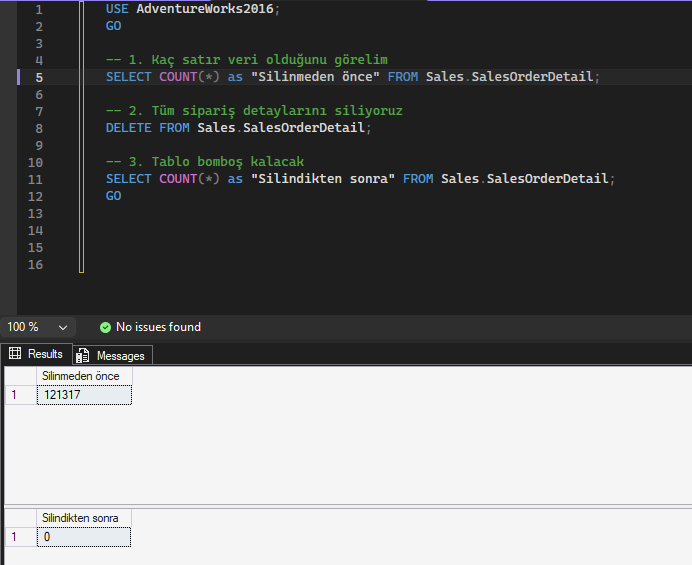 1 USE AdventureWorks2016;
2 GO
3
4 -- 1. Kaç satır veri olduğunu görelim
5 SELECT COUNT(*) as "Silinmeden önce" FROM Sales.SalesOrderDetail;
6
7 -- 2. Tüm sipariş detaylarını siliyoruz
8 DELETE FROM Sales.SalesOrderDetail;
9
10 -- 3. Tablo bomboş kalacak
11 SELECT COUNT(*) as "Silindikten sonra" FROM Sales.SalesOrderDetail;
12 GO
13
14
15
16
100 % No issues found
Results Messages
Silinmeden önce
1 121317
Silindikten sonra
1 0